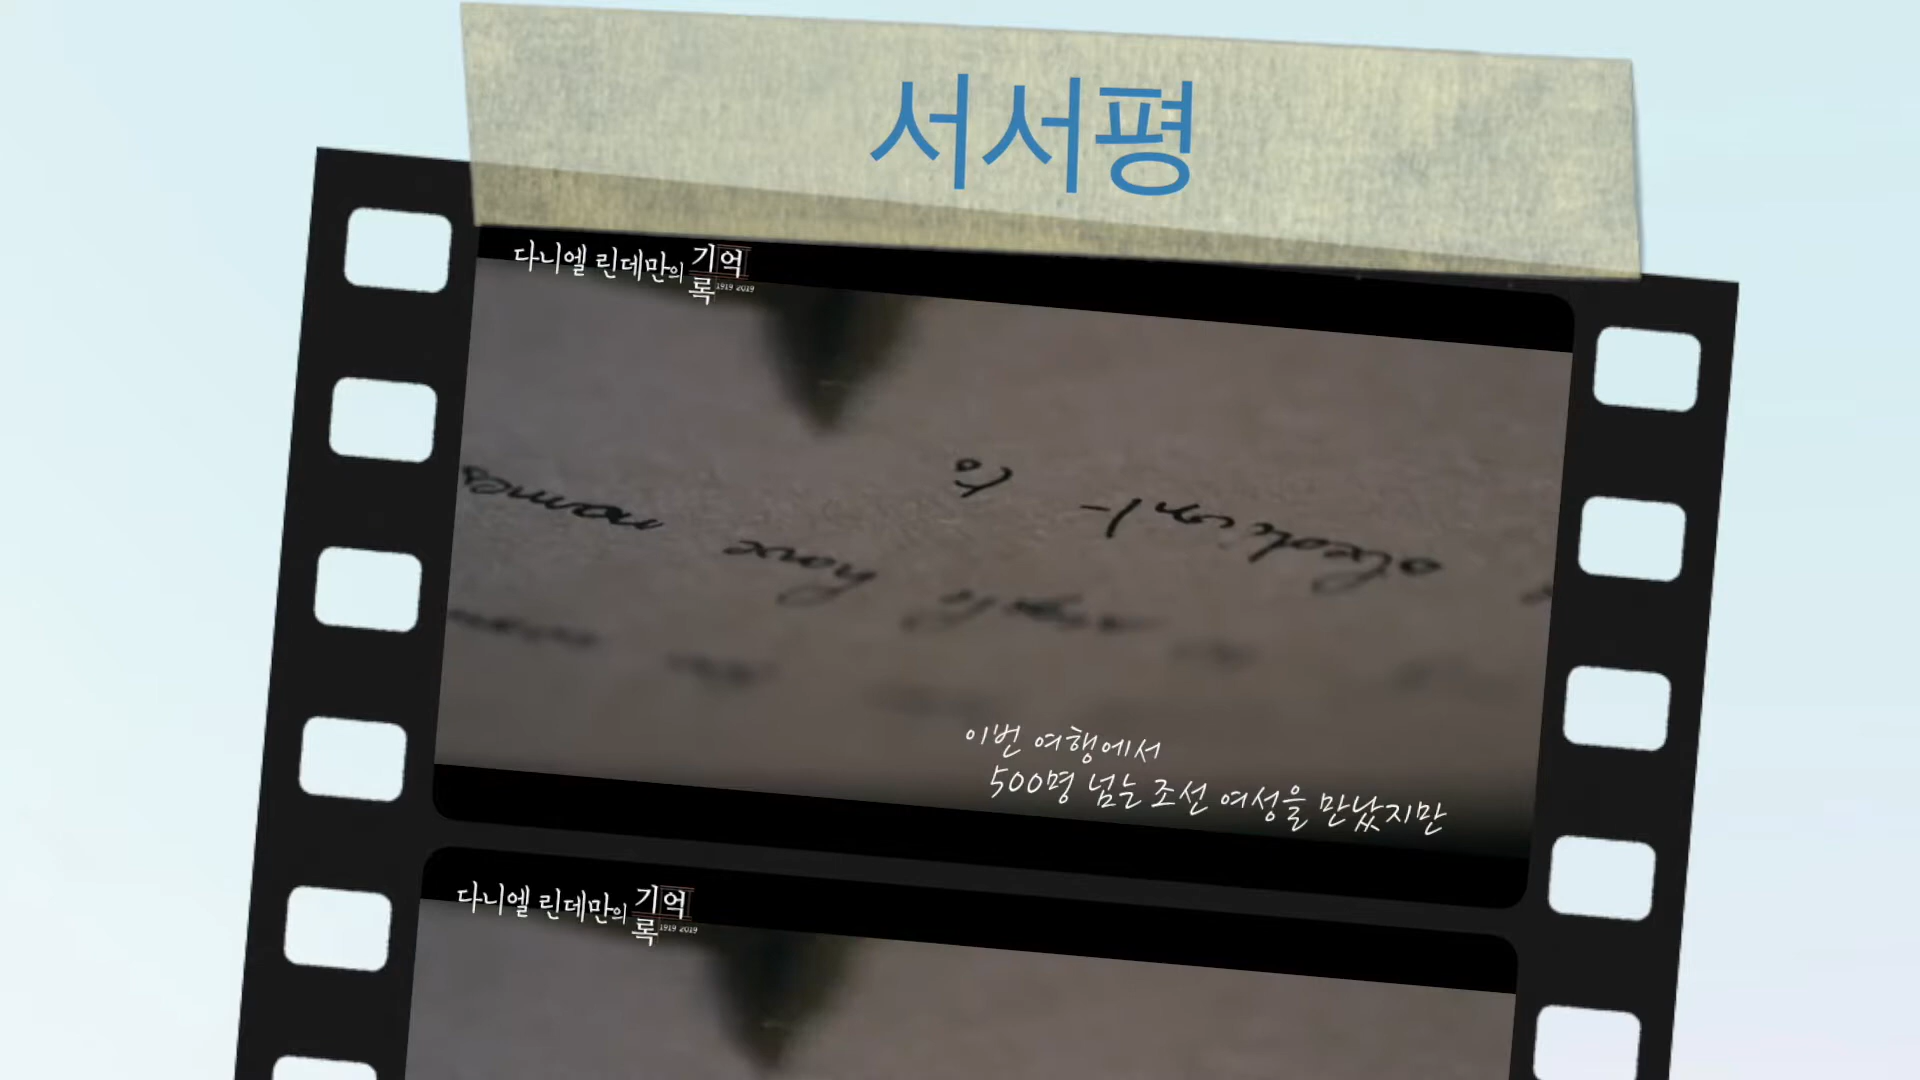 서서평
다니엘 린데만의 기억록
1919 2019
have names
이번 여행에서
500명 넘는 조선 여성을 만났지만
다니엘 린데만의 기억록
1919 2019